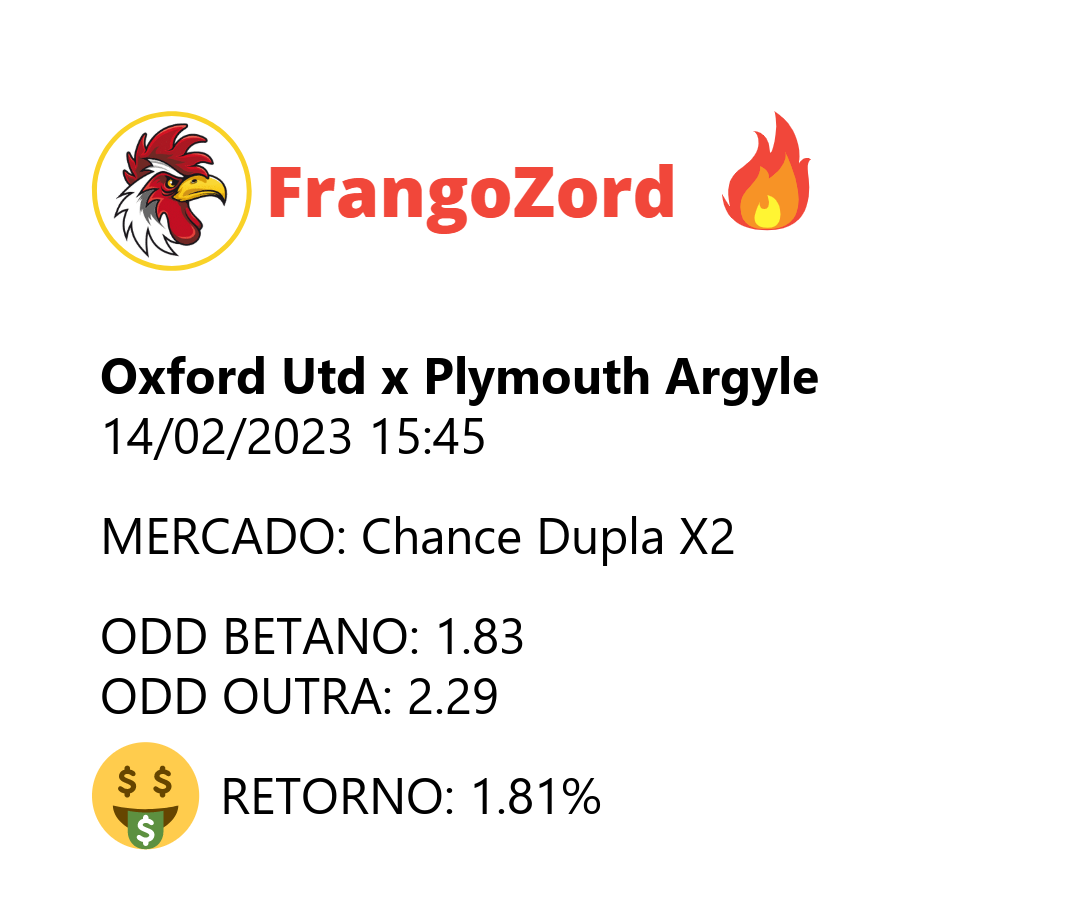 FrangoZord
Oxford Utd x Plymouth Argyle
14/02/2023 15:45
MERCADO: Chance Dupla X2
ODD BETANO: 1.83
ODD OUTRA: 2.29
RETORNO: 1.81%